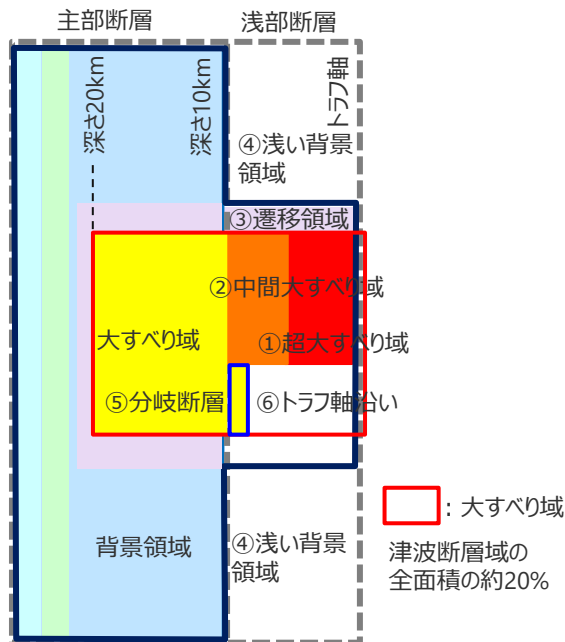 主部断層
浅部断層
深さ20km
深さ10km
トラフ軸
④浅い背景
領域
③遷移領域
②中間大すべり域
大すべり域
①超大すべり域
⑤分岐断層
⑥トラフ軸沿い
背景領域
④浅い背景
領域
：大すべり域
津波断層域の
全面積の約20%